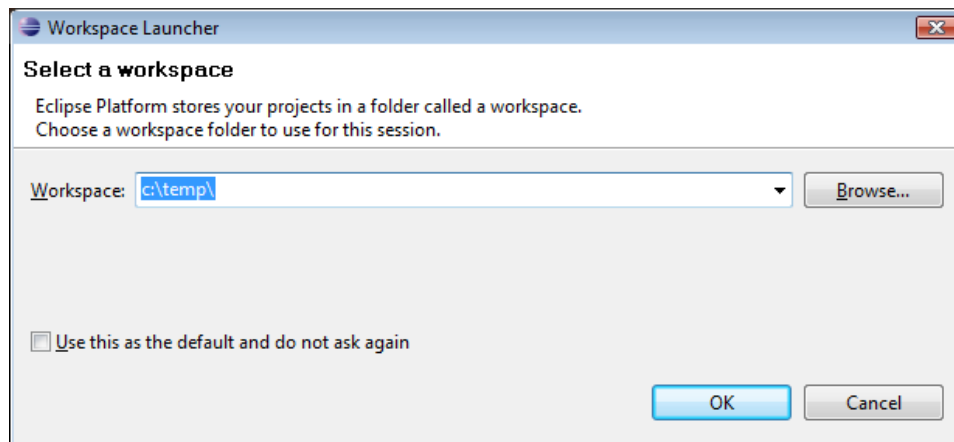 Workspace Launcher
Select a workspace
Eclipse Platform stores your projects in a folder called a workspace.
Choose a workspace folder to use for this session.
Workspace: c:\temp\ Browse...
Use this as the default and do not ask again
OK Cancel